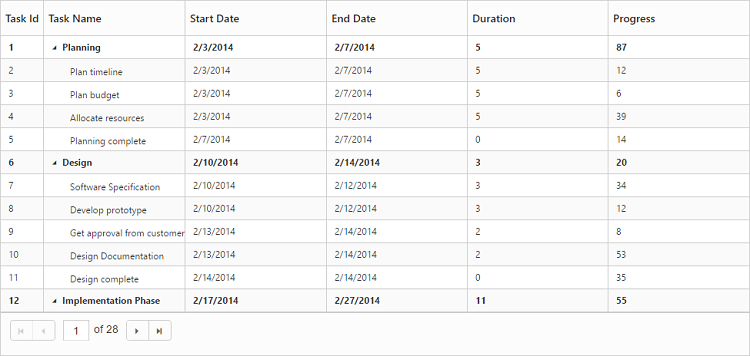 Task Id Task Name Start Date End Date Duration Progress
1 Planning 2/3/2014 2/7/2014 5 87
2 Plan timeline 2/3/2014 2/7/2014 5 12
3 Plan budget 2/3/2014 2/7/2014 5 6
4 Allocate resources 2/3/2014 2/7/2014 5 39
5 Planning complete 2/7/2014 2/7/2014 0 14
6 Design 2/10/2014 2/14/2014 3 20
7 Software Specification 2/10/2014 2/12/2014 3 34
8 Develop prototype 2/10/2014 2/12/2014 3 12
9 Get approval from customer 2/13/2014 2/14/2014 2 8
10 Design Documentation 2/13/2014 2/14/2014 2 53
11 Design complete 2/14/2014 2/14/2014 0 35
12 Implementation Phase 2/17/2014 2/27/2014 11 55
1 of 28